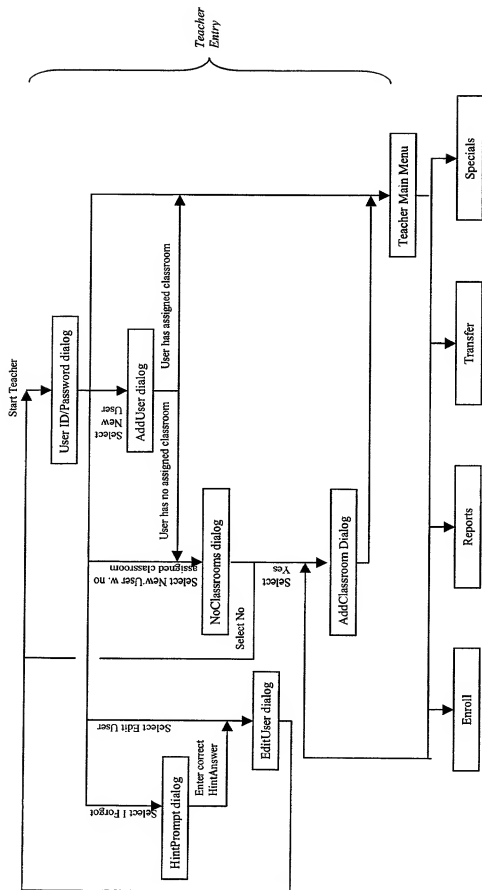 Start Teacher
Teacher
Entry
User ID/Password dialog
Select
New
User
AddUser dialog
User has no assigned classroom
User has assigned classroom
Select New User w. no
assigned classroom
NoClassrooms dialog
Select No
Select
Yes
AddClassroom Dialog
Select Edit User
Select I Forgot
HintPrompt dialog
Enter correct
HintAnswer
EditUser dialog
Teacher Main Menu
Enroll
Reports
Transfer
Specials